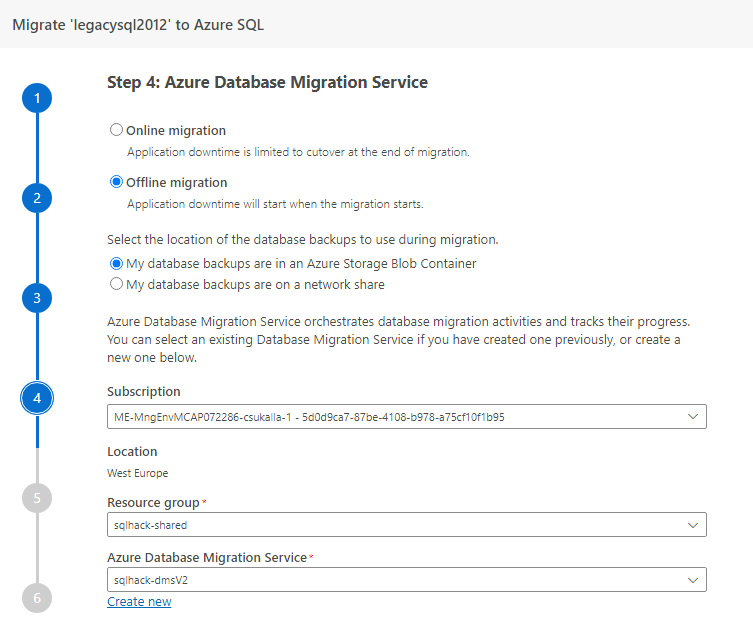 Migrate 'legacysql2012' to Azure SQL
1
2
3
4
5
6
Step 4: Azure Database Migration Service
Online migration
Application downtime is limited to cutover at the end of migration.
Offline migration
Application downtime will start when the migration starts.
Select the location of the database backups to use during migration.
My database backups are in an Azure Storage Blob Container
My database backups are on a network share
Azure Database Migration Service orchestrates database migration activities and tracks their progress.
You can select an existing Database Migration Service if you have created one previously, or create a
new one below.
Subscription
ME-MngEnvMCAP072286-csukalla-1 - 5d0d9ca7-87be-4108-b978-a75cf10f1b95
Location
West Europe
Resource group*
sqlhack-shared
Azure Database Migration Service*
sqlhack-dmsV2
Create new